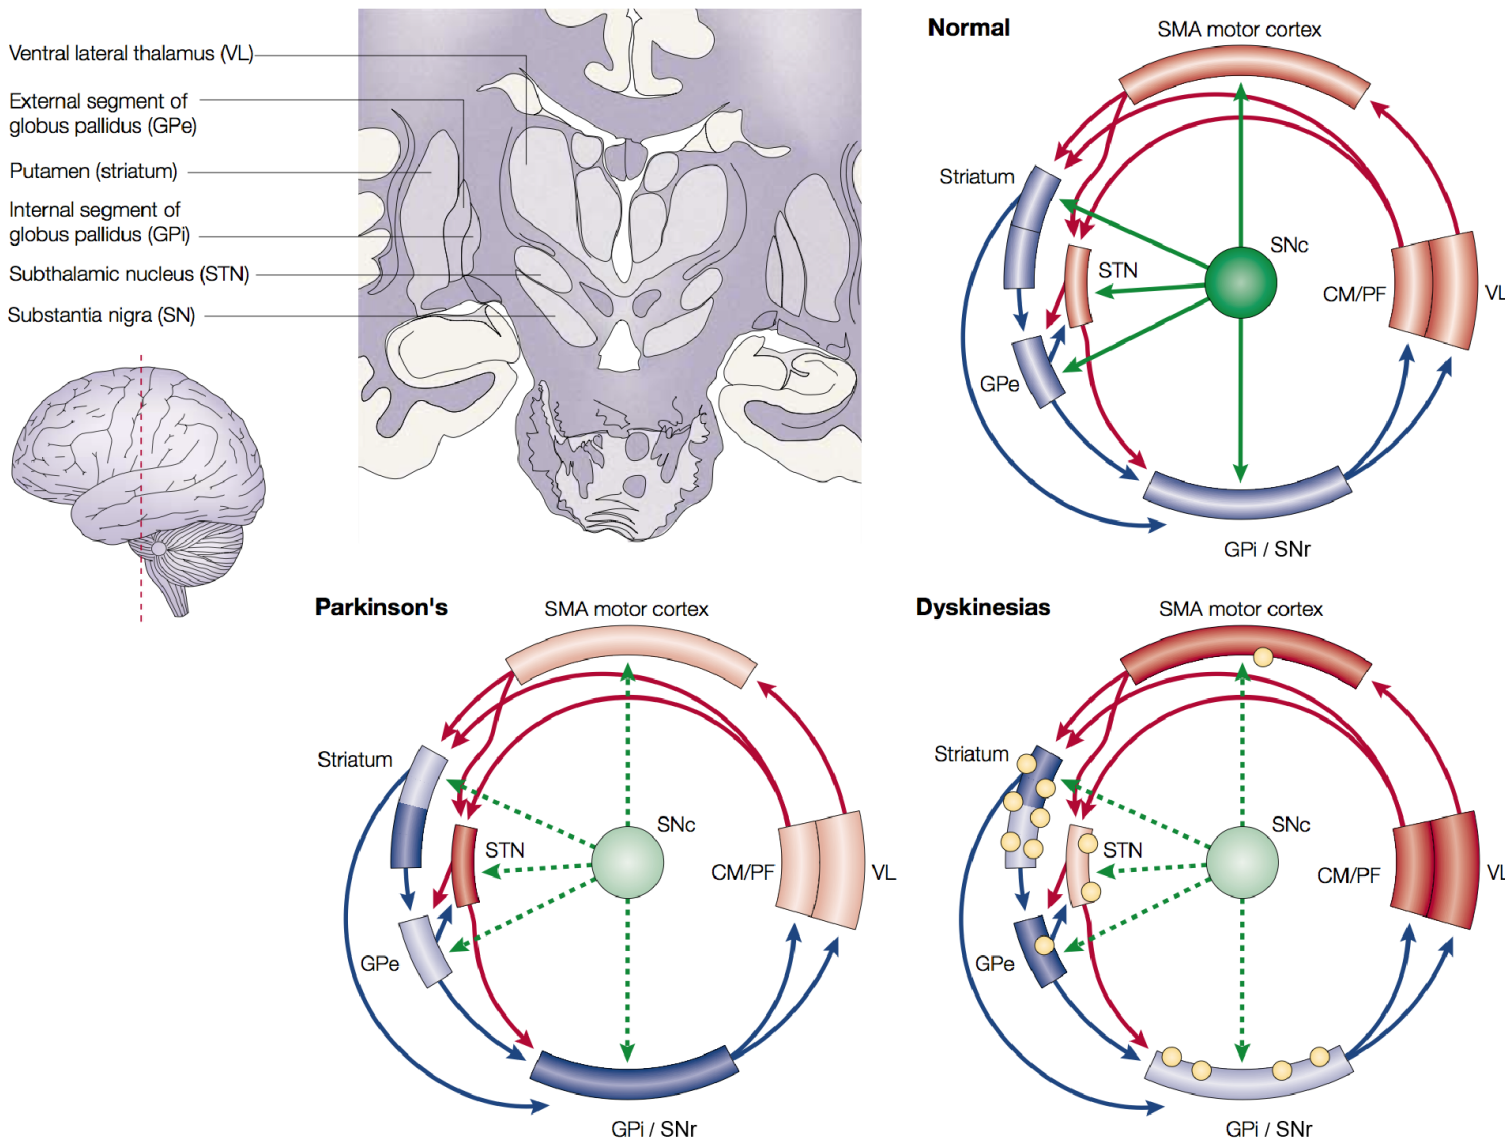 Ventral lateral thalamus (VL)
External segment of
globus pallidus (GPe)
Putamen (striatum)
Internal segment of
globus pallidus (GPi)
Subthalamic nucleus (STN)
Substantia nigra (SN)
Normal
SMA motor cortex
Striatum
SNc
STN
CM/PF
VL
GPe
GPi / SNr
Parkinson's
SMA motor cortex
Striatum
SNc
STN
CM/PF
VL
GPe
GPi / SNr
Dyskinesias
SMA motor cortex
Striatum
SNc
STN
CM/PF
VL
GPe
GPi / SNr